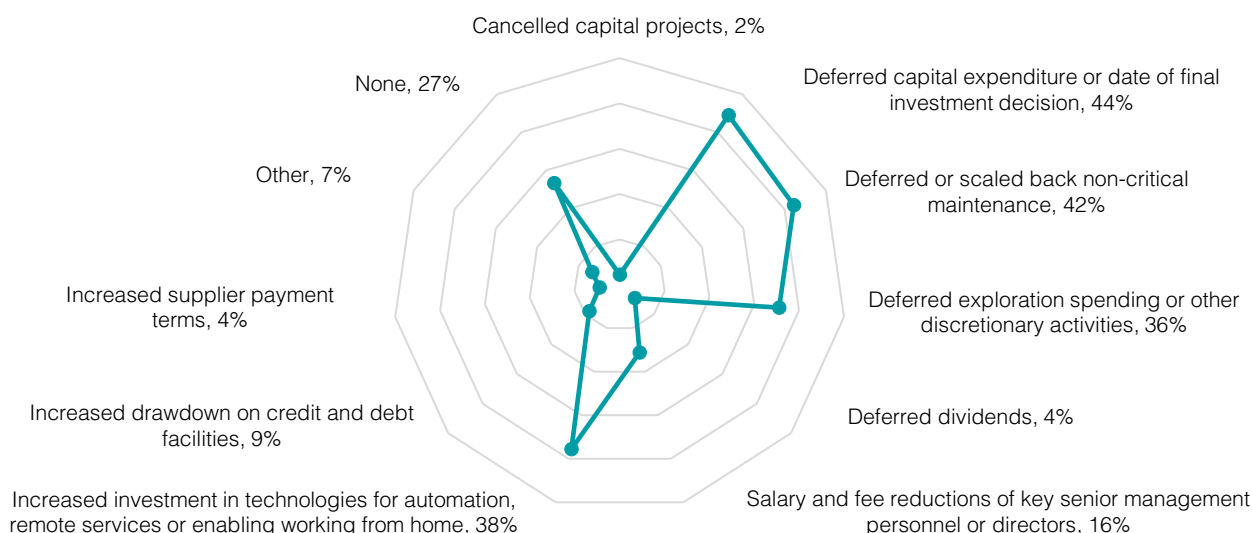 Cancelled capital projects, 2%
Deferred capital expenditure or date of final
investment decision, 44%
Deferred or scaled back non-critical
maintenance, 42%
Deferred exploration spending or other
discretionary activities, 36%
Deferred dividends, 4%
Salary and fee reductions of key senior management
personnel or directors, 16%
Increased investment in technologies for automation,
remote services or enabling working from home, 38%
Increased drawdown on credit and debt
facilities, 9%
Increased supplier payment
terms, 4%
Other, 7%
None, 27%